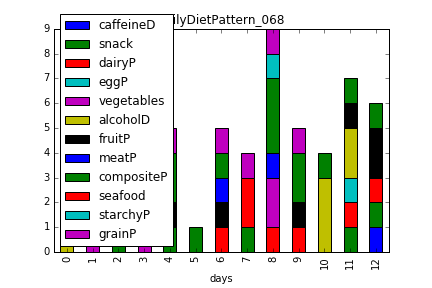 ilyDietPattern_068
caffeineD
snack
dairyP
eggP
vegetables
alcoholD
fruitP
meatP
compositeP
seafood
starchyP
grainP
9
8
7
6
5
4
3
2
1
0
0 1 2 3 4 5 6 7 8 9 10 11 12
days